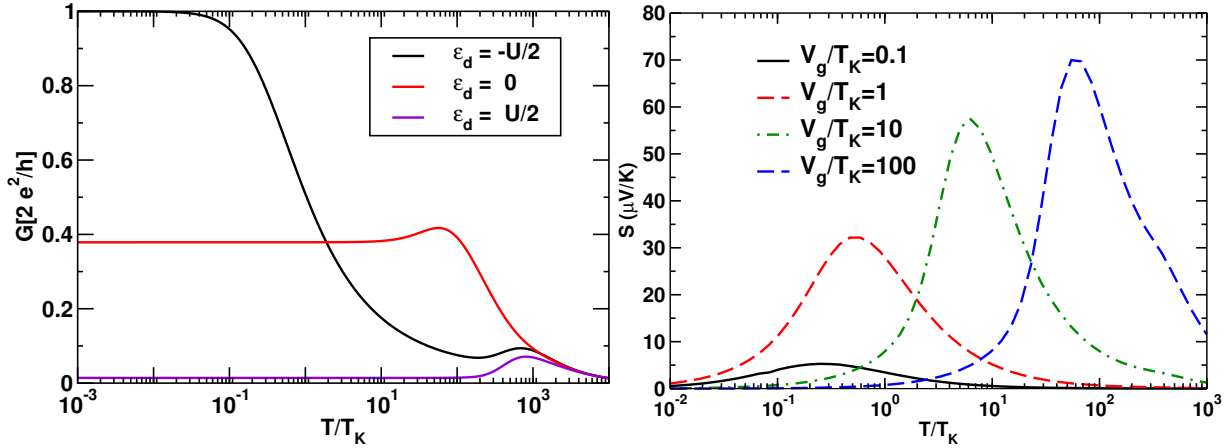 1
0.8
0.6
0.4
0.2
0
G[2 e²/h]
ε_d = -U/2
ε_d = 0
ε_d = U/2
10⁻³ 10⁻¹ 10¹ 10³
T/T_K
80
70
60
50
40
30
20
10
0
S (μV/K)
V_g/T_K=0.1
V_g/T_K=1
V_g/T_K=10
V_g/T_K=100
10⁻² 10⁻¹ 10⁰ 10¹ 10² 10³
T/T_K